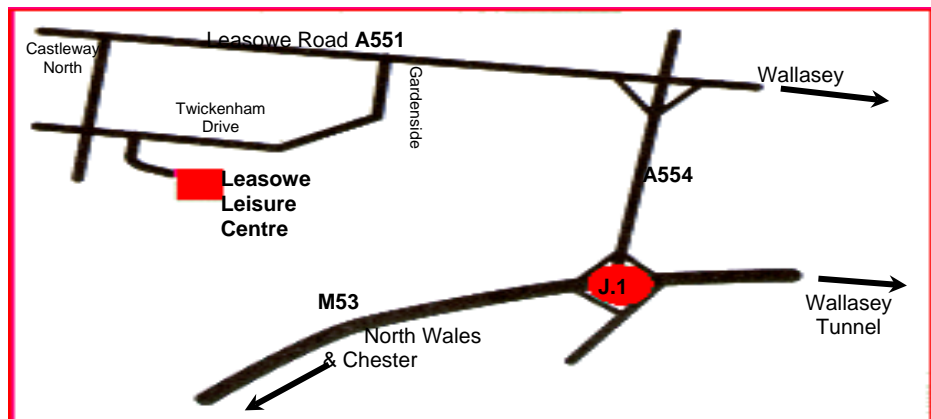 Leasowe Road A551
Castleway
North
Wallasey
Gardenside
Twickenham
Drive
A554
Leasowe
Leisure
Centre
J.1
M53
Wallasey
Tunnel
North Wales
& Chester